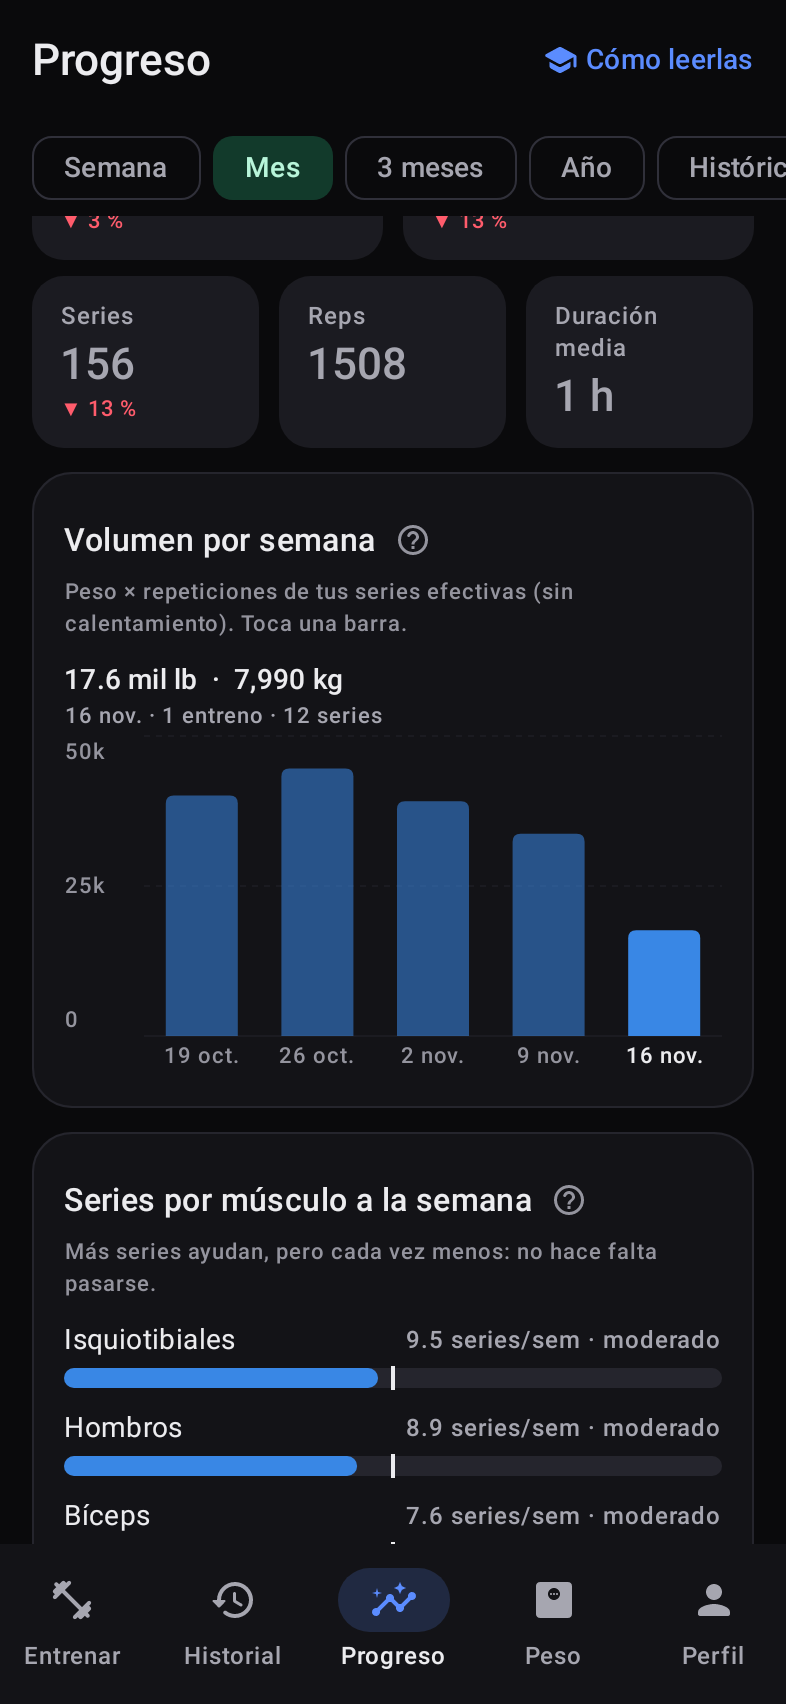 Progreso
Cómo leerlas
Semana
Mes
3 meses
Año
Históric
▼ 3 %
▼ 13 %
Series
156
▼ 13 %
Reps
1508
Duración
media
1 h
Volumen por semana
Peso × repeticiones de tus series efectivas (sin
calentamiento). Toca una barra.
17.6 mil lb · 7,990 kg
16 nov. · 1 entreno · 12 series
50k
25k
0
19 oct.
26 oct.
2 nov.
9 nov.
16 nov.
Series por músculo a la semana
Más series ayudan, pero cada vez menos: no hace falta
pasarse.
Isquiotibiales
9.5 series/sem · moderado
Hombros
8.9 series/sem · moderado
Bíceps
7.6 series/sem · moderado
Entrenar
Historial
Progreso
Peso
Perfil